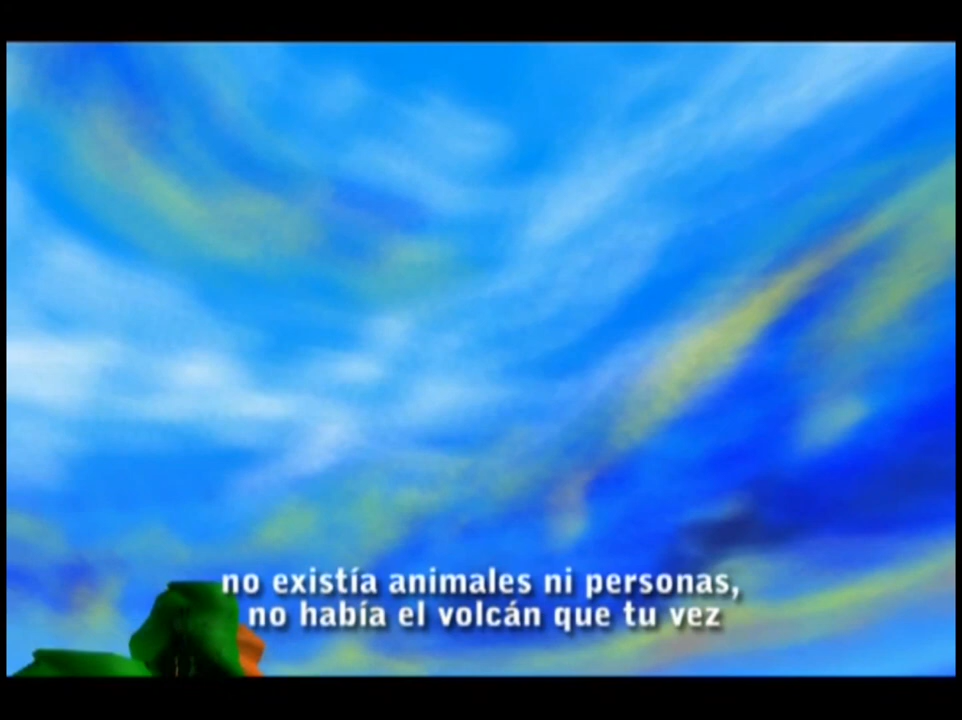 no existía animales ni personas,
no había el volcán que tu vez